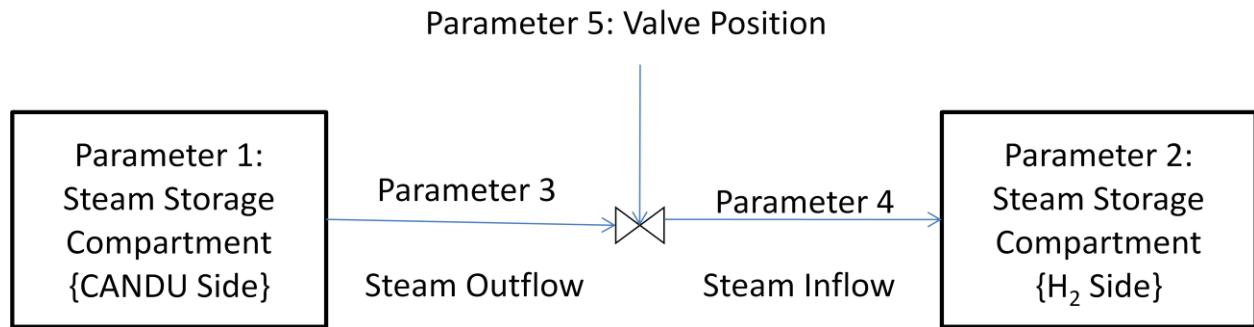 Parameter 5: Valve Position
Parameter 1:
Steam Storage
Compartment
{CANDU Side}
Parameter 3
Steam Outflow
Parameter 4
Steam Inflow
Parameter 2:
Steam Storage
Compartment
{H₂ Side}